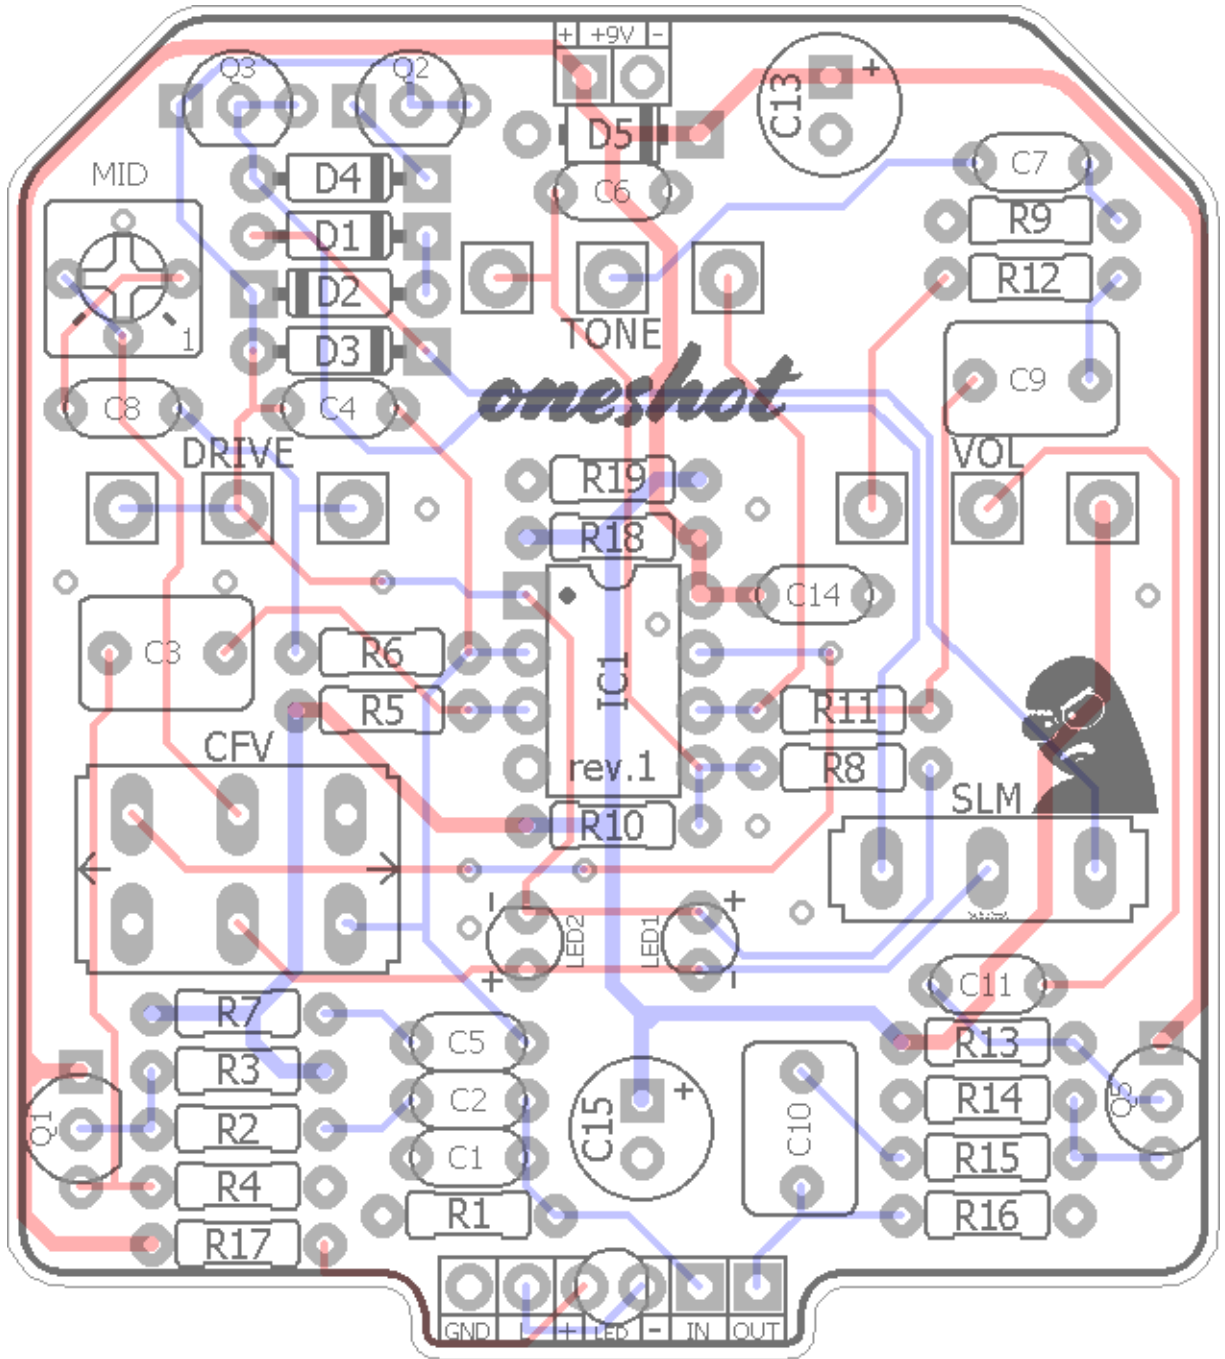 + +9V -
Q3 Q2
C13 +
D5
C7
MID
D4
C6
R9
D1
R12
D2
TONE
1
D3
oneshot
C9
C8
C4
DRIVE
VOL
R19
R18
C14
C3
R6
IC1
R5
R11
CFV
rev.1
R8
SLM
R10
- +
LED2 LED1
+ -
C11
R7
C5
R13
R3
C2
C15 +
R14
Q1
R2
C10
Q5
C1
R15
R4
R1
R16
R17
GND L + LED - IN OUT